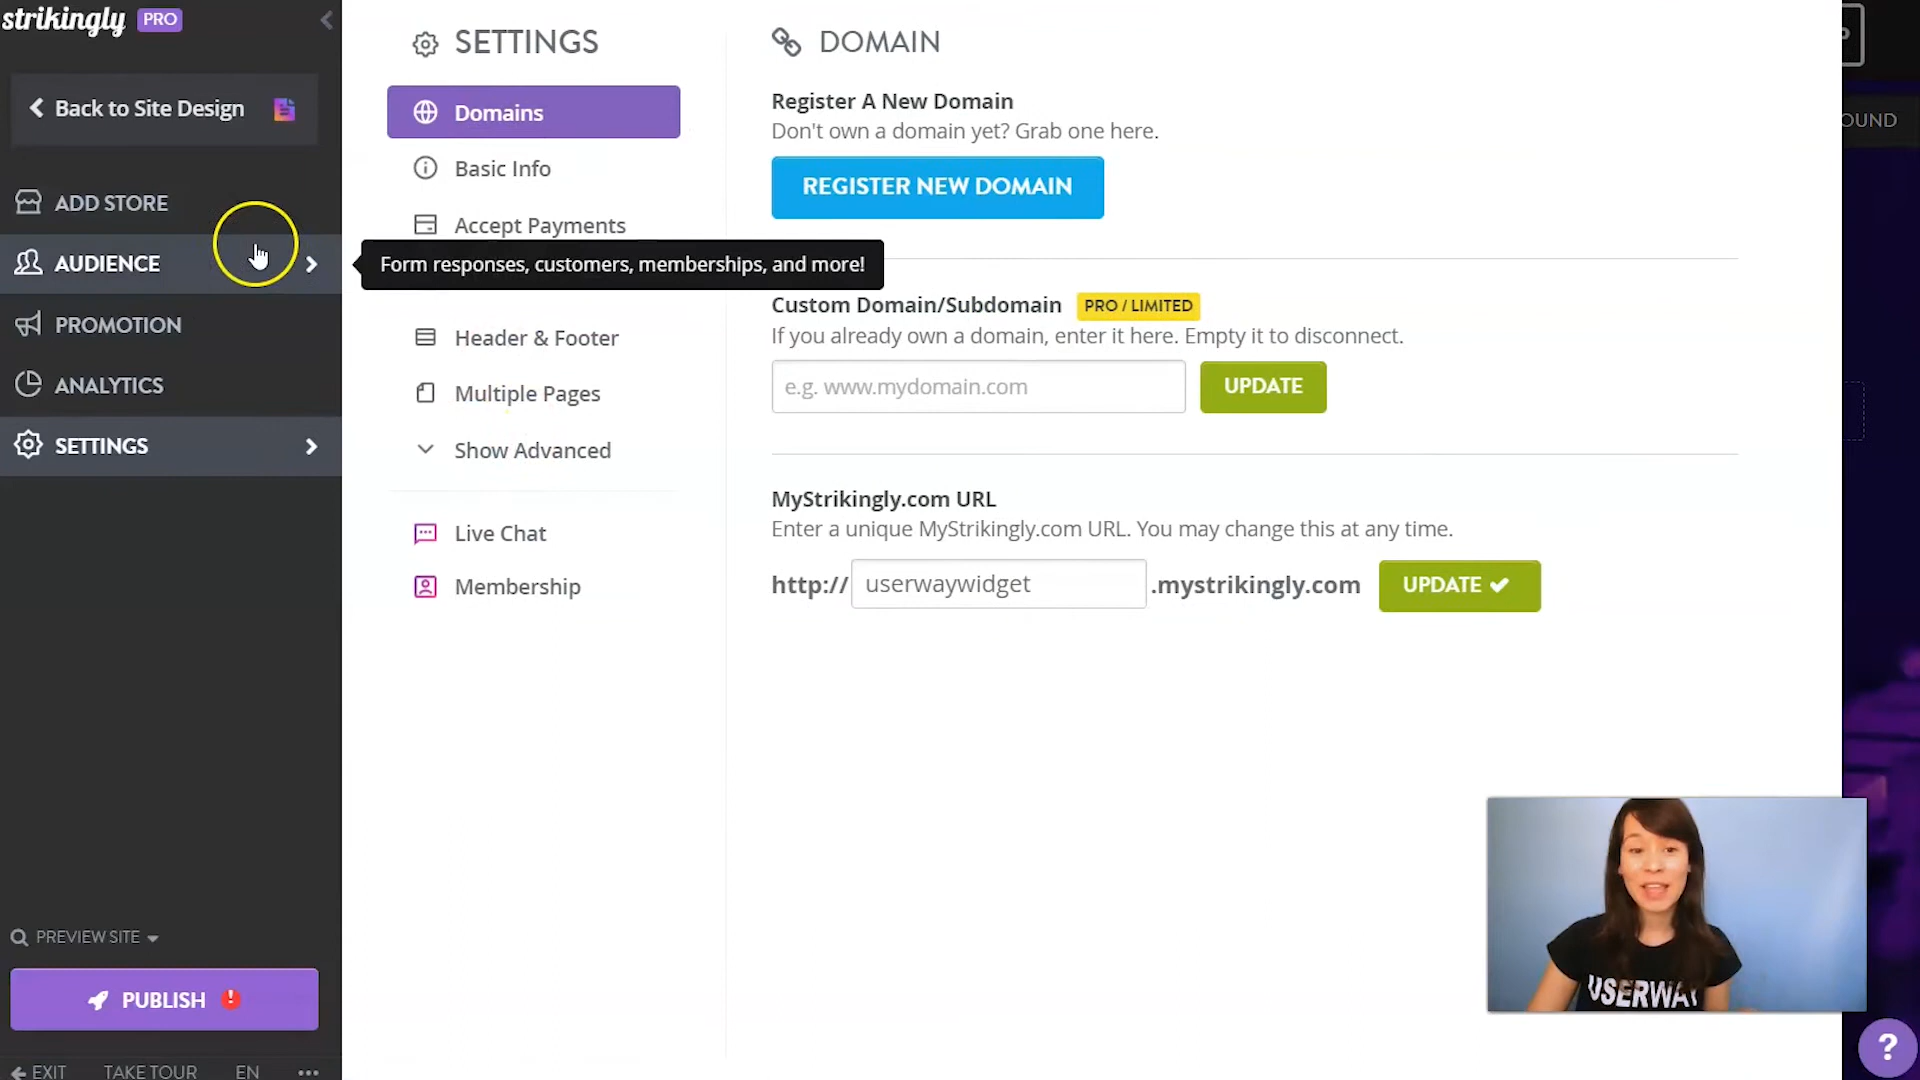 strikingly PRO
Back to Site Design
ADD STORE
AUDIENCE
PROMOTION
ANALYTICS
SETTINGS
PREVIEW SITE
PUBLISH !
EXIT TAKE TOUR EN
SETTINGS
Domains
Basic Info
Accept Payments
Form responses, customers, memberships, and more!
Header & Footer
Multiple Pages
Show Advanced
Live Chat
Membership
DOMAIN
Register A New Domain
Don't own a domain yet? Grab one here.
REGISTER NEW DOMAIN
Custom Domain/Subdomain PRO / LIMITED
If you already own a domain, enter it here. Empty it to disconnect.
e.g. www.mydomain.com UPDATE
MyStrikingly.com URL
Enter a unique MyStrikingly.com URL. You may change this at any time.
http:// userwaywidget .mystrikingly.com UPDATE
OUND
USERWAY
?